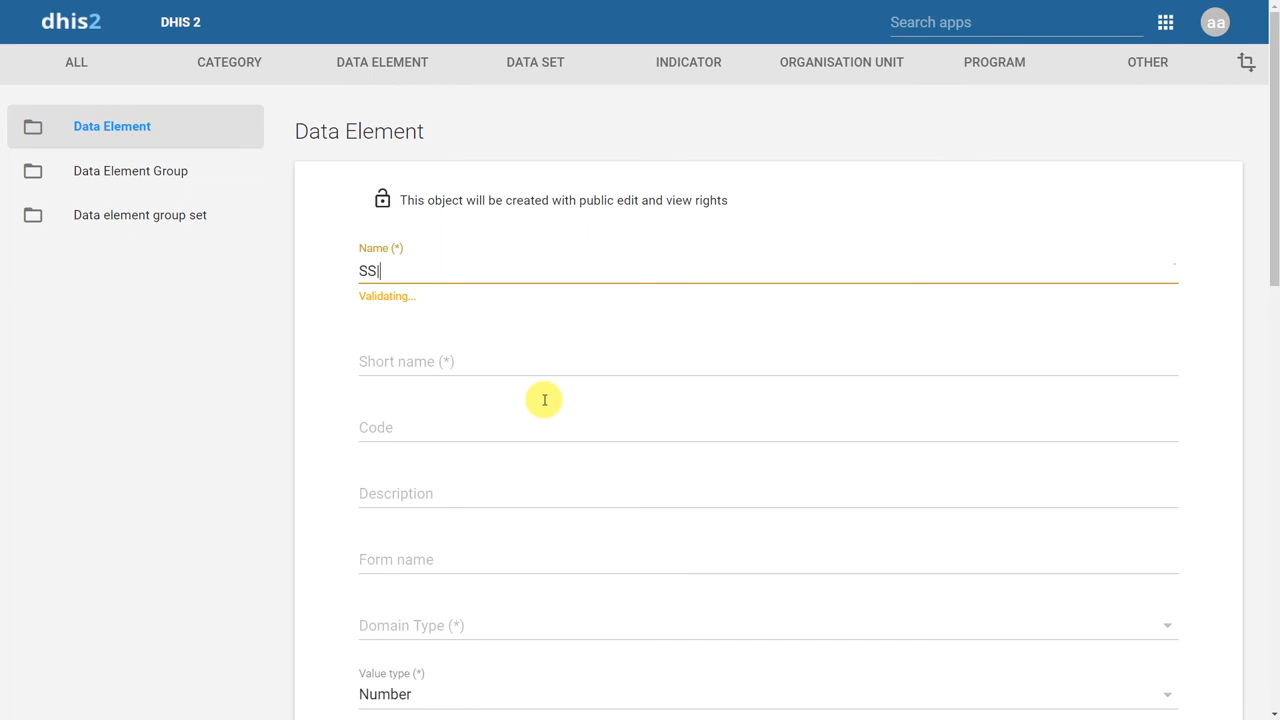 dhis2 DHIS 2 Search apps aa
ALL CATEGORY DATA ELEMENT DATA SET INDICATOR ORGANISATION UNIT PROGRAM OTHER
Data Element
Data Element Group
Data element group set
Data Element
This object will be created with public edit and view rights
Name (*)
SS
Validating...
Short name (*)
Code
Description
Form name
Domain Type (*)
Value type (*)
Number